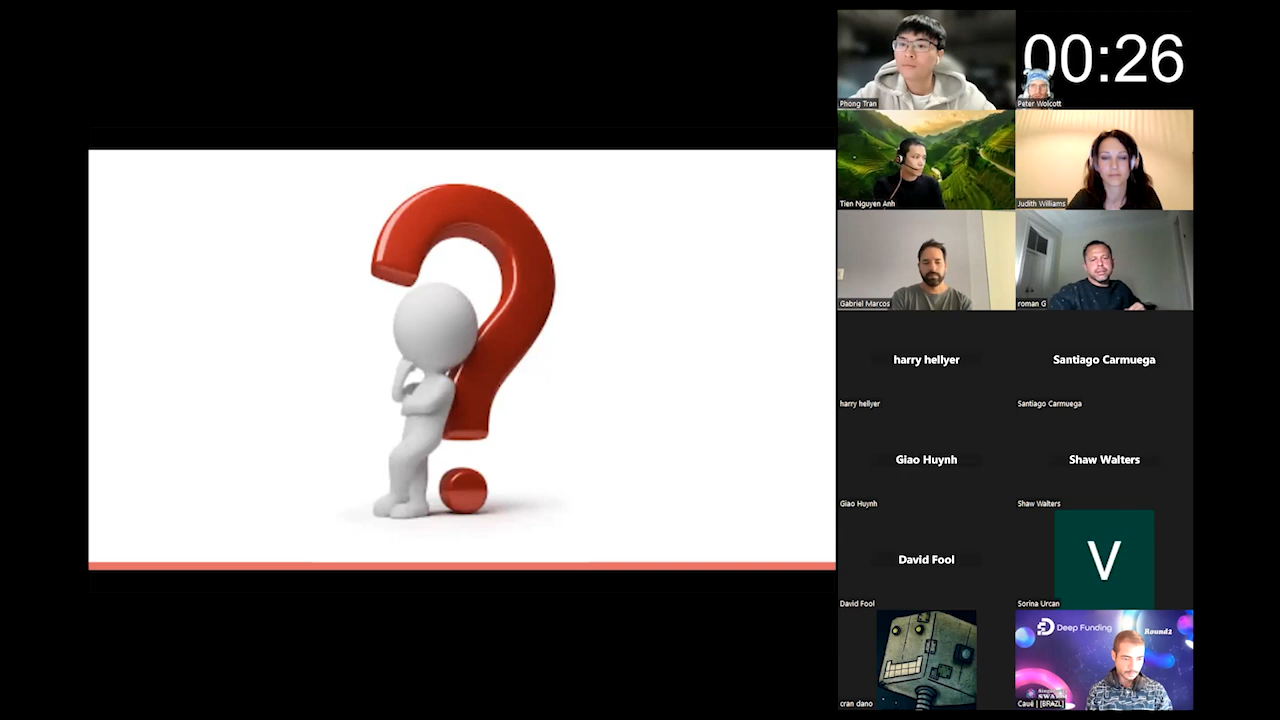 00:26
Phong Tran
Peter Wolcott
Tien Nguyen Anh
Judith Williams
Gabriel Marcos
roman G
harry hellyer
Santiago Carmuega
harry hellyer
Santiago Carmuega
Giao Huynh
Shaw Walters
Giao Huynh
Shaw Walters
David Fool
V
David Fool
Sorina Urcan
Deep Funding
Round2
cran dano
Cauê | [BRAZL]